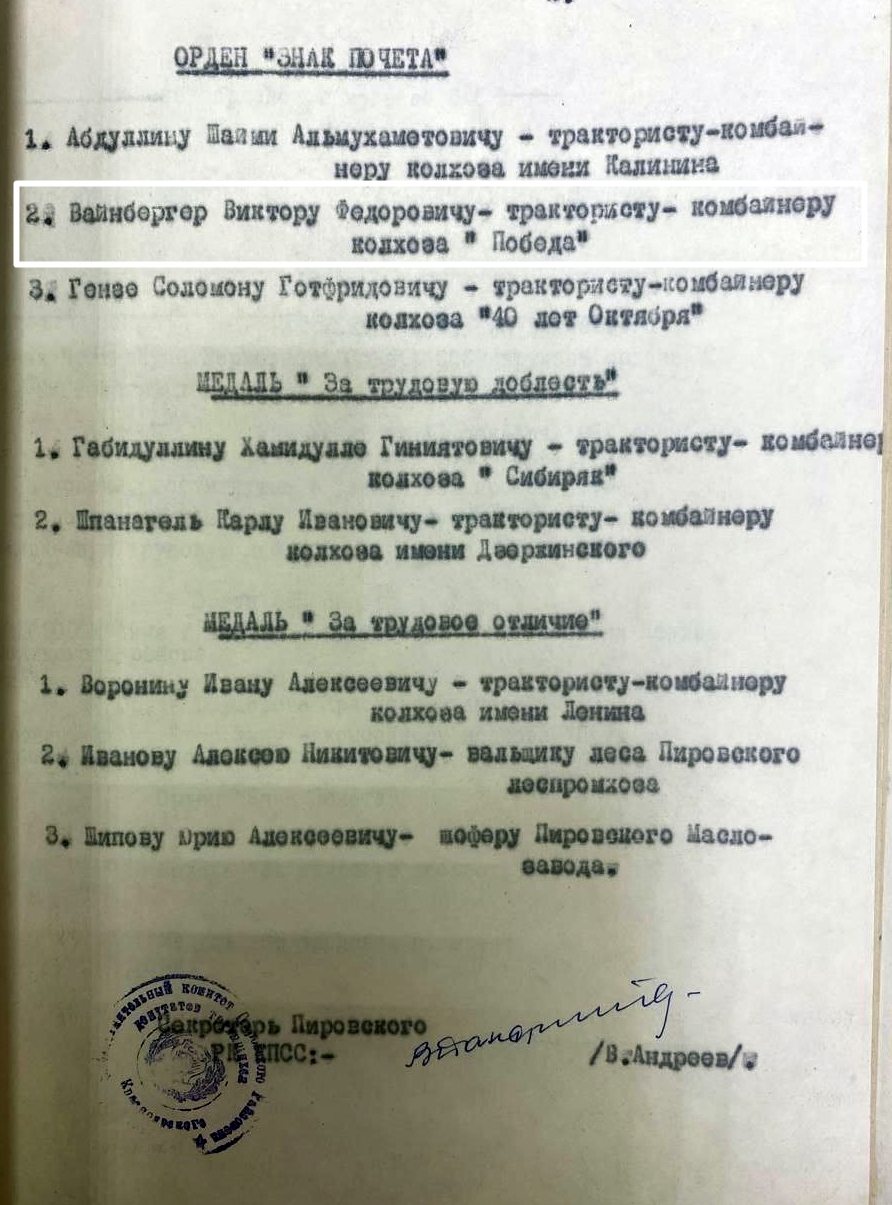 ОРДЕН "ЗНАК ПОЧЕТА"
1. Абдуллину Шайми Альмухаметовичу - трактористу-комбай-
неру колхоза имени Калинина
2. Вайнбергер Виктору Федоровичу- трактористу- комбайнеру
колхоза " Победа"
3. Гензе Соломону Готфридовичу - трактористу-комбайнеру
колхоза "40 лет Октября"
МЕДАЛЬ " За трудовую доблесть"
1. Габидуллину Хамидулле Гиниятовичу - трактористу- комбайнер
колхоза " Сибиряк"
2. Шпанагель Карлу Ивановичу- трактористу- комбайнеру
колхоза имени Дзержинского
МЕДАЛЬ " За трудовое отличие"
1. Воронину Ивану Алексеевичу - трактористу-комбайнеру
колхоза имени Ленина
2. Иванову Алексею Никитовичу- вальщику леса Пировского
леспромхоза
3. Шипову Юрию Алексеевичу- шоферу Пировского Масло-
завода.
Секретарь Пировского
РК КПСС:-
/В.Андреев/.
комитет